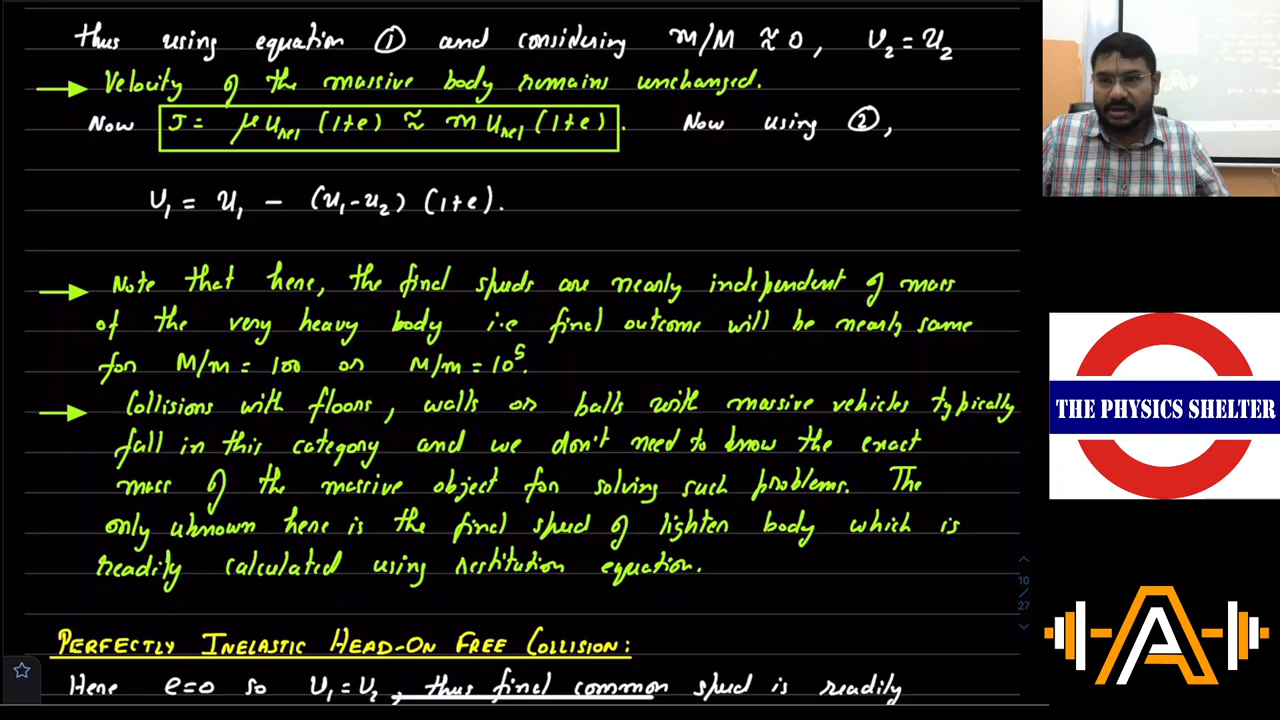 thus using equation ① and considering m/M ≈ 0, v₂ = u₂
→ Velocity of the massive body remains unchanged.
Now J = μ u_rel (1+e) ≈ m u_rel (1+e). Now using ②,
v₁ = u₁ - (u₁-u₂) (1+e).
→ Note that here, the final speeds are nearly independent of mass
of the very heavy body i.e final outcome will be nearly same
for M/m = 100 or M/m = 10⁵.
→ Collisions with floors, walls or balls with massive vehicles typically
fall in this category and we don't need to know the exact
mass of the massive object for solving such problems. The
only uknown here is the final speed of lighter body which is
readily calculated using restitution equation.
PERFECTLY INELASTIC HEAD-ON FREE COLLISION:
Here e=0 so v₁ = v₂, thus final common speed is readily
THE PHYSICS SHELTER
10
/
27